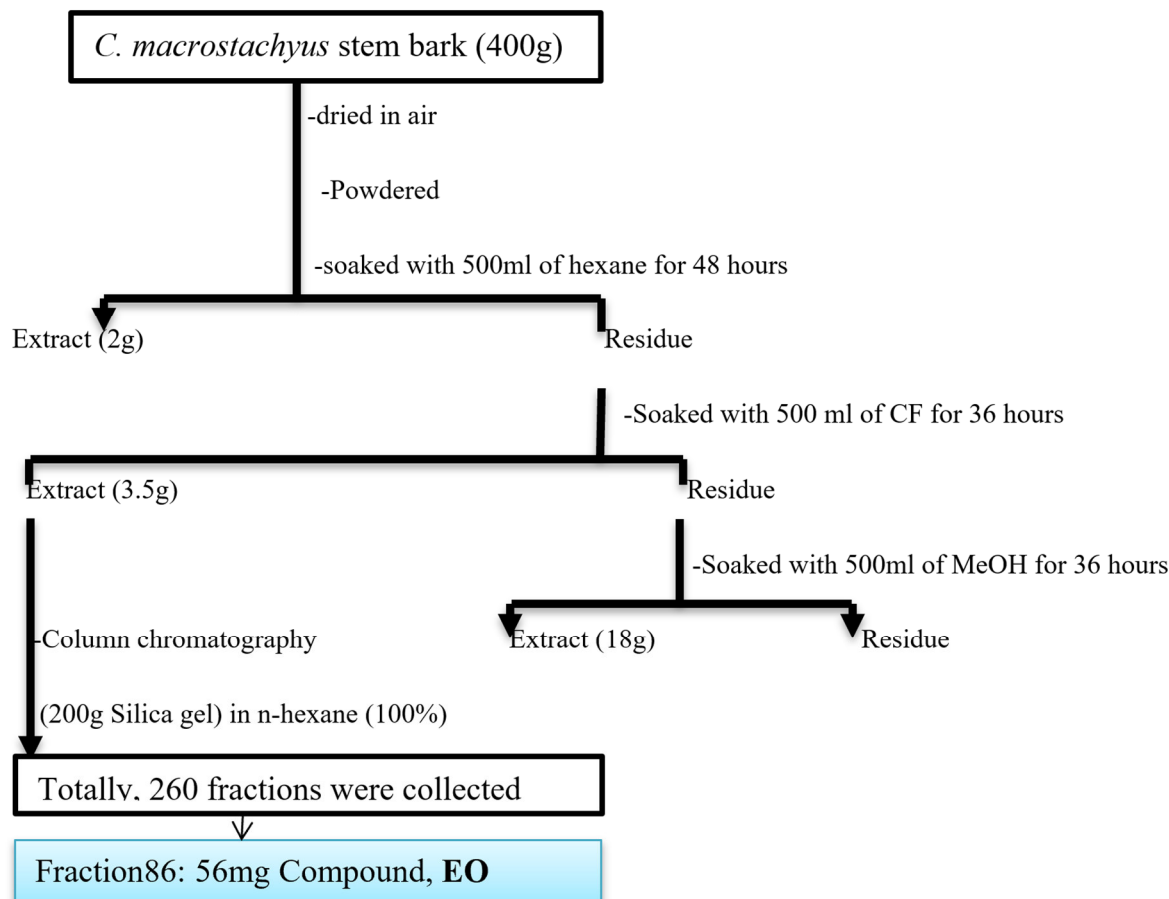 C. macrostachyus stem bark (400g)
-dried in air
-Powdered
-soaked with 500ml of hexane for 48 hours
Extract (2g)
Residue
-Soaked with 500 ml of CF for 36 hours
Extract (3.5g)
Residue
-Soaked with 500ml of MeOH for 36 hours
Extract (18g)
Residue
-Column chromatography
(200g Silica gel) in n-hexane (100%)
Totally, 260 fractions were collected
Fraction86: 56mg Compound, EO